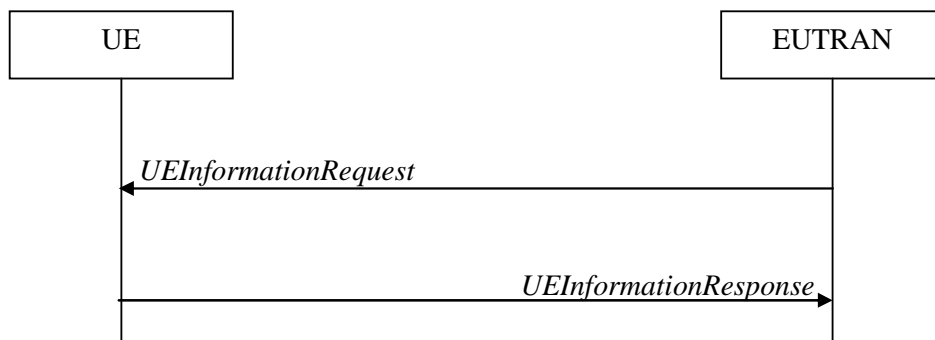 UE
EUTRAN
UEInformationRequest
UEInformationResponse